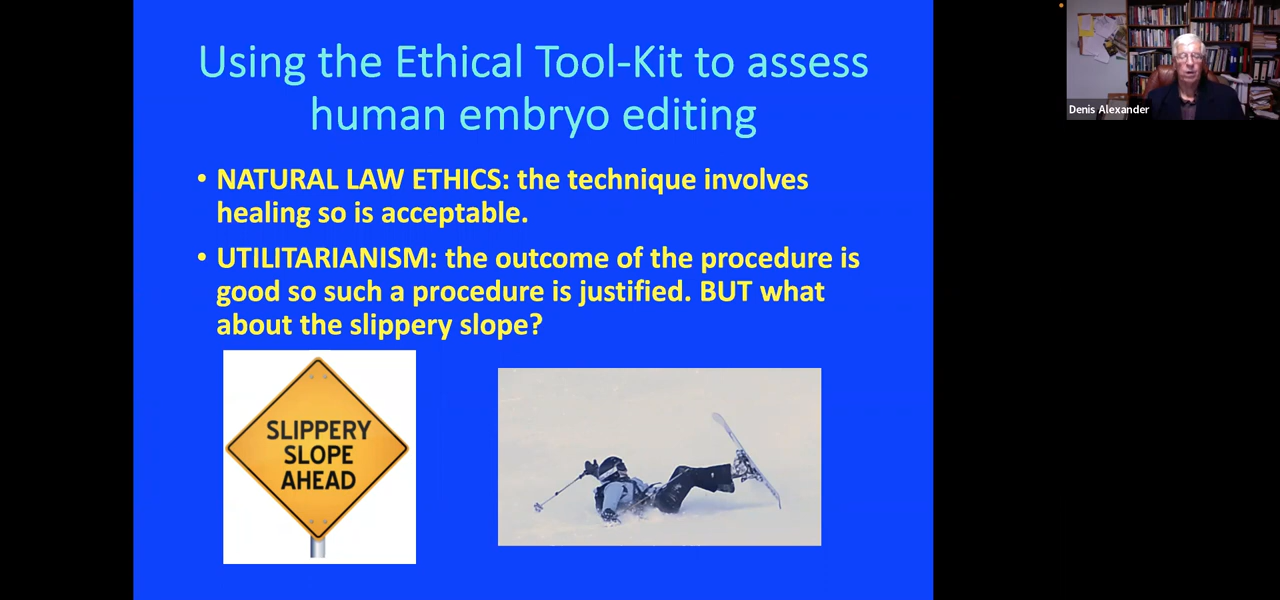 Using the Ethical Tool-Kit to assess
human embryo editing
• NATURAL LAW ETHICS: the technique involves
healing so is acceptable.
• UTILITARIANISM: the outcome of the procedure is
good so such a procedure is justified. BUT what
about the slippery slope?
SLIPPERY
SLOPE
AHEAD
Denis Alexander